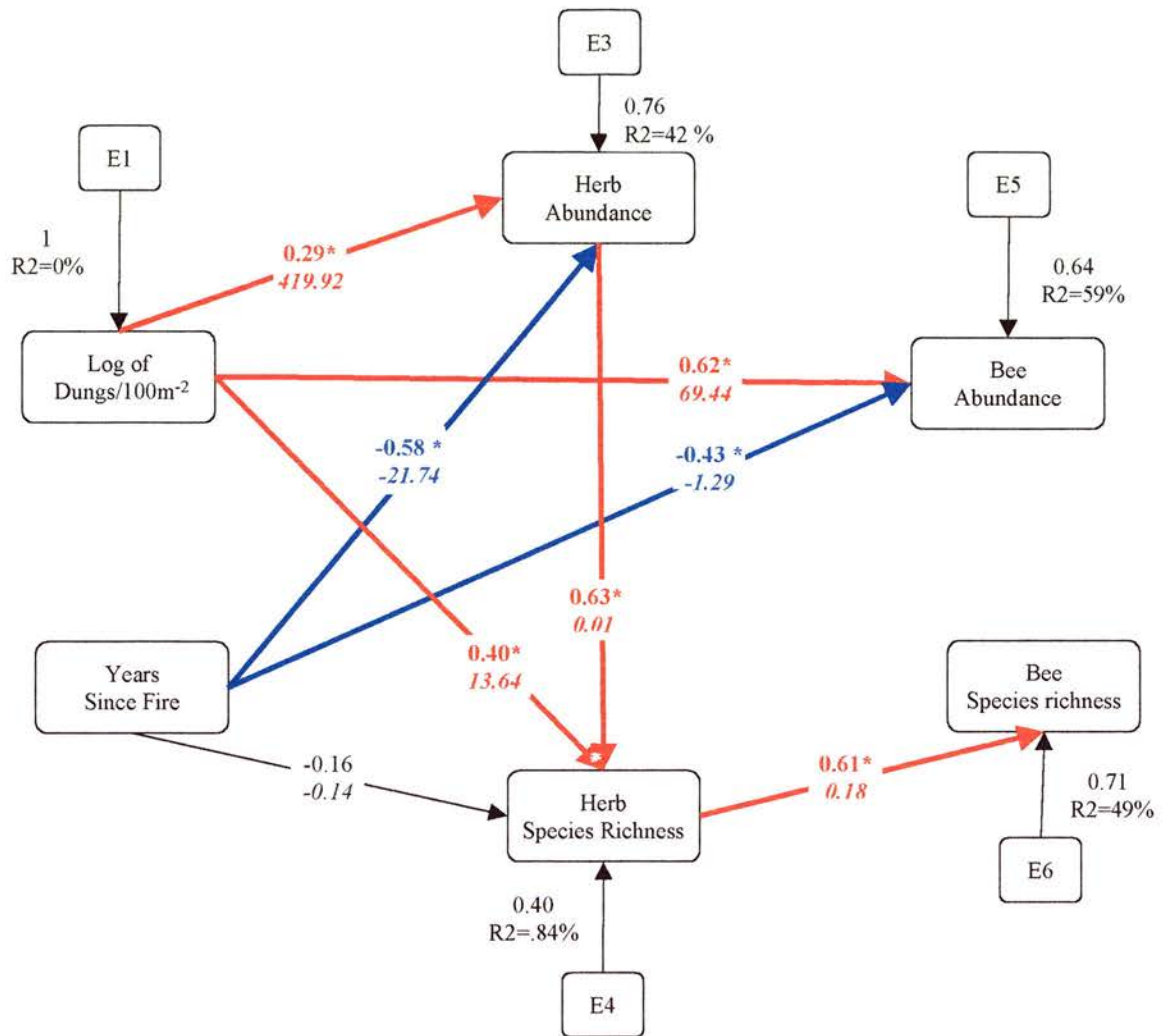 E3
0.76
R2=42 %
E1
Herb
Abundance
E5
1
R2=0%
0.29*
419.92
0.64
R2=59%
Log of
Dungs/100m⁻²
0.62*
69.44
Bee
Abundance
-0.58 *
-21.74
-0.43 *
-1.29
0.63*
0.01
Years
Since Fire
0.40*
13.64
Bee
Species richness
-0.16
-0.14
Herb
Species Richness
0.61*
0.18
0.71
R2=49%
E6
0.40
R2=.84%
E4